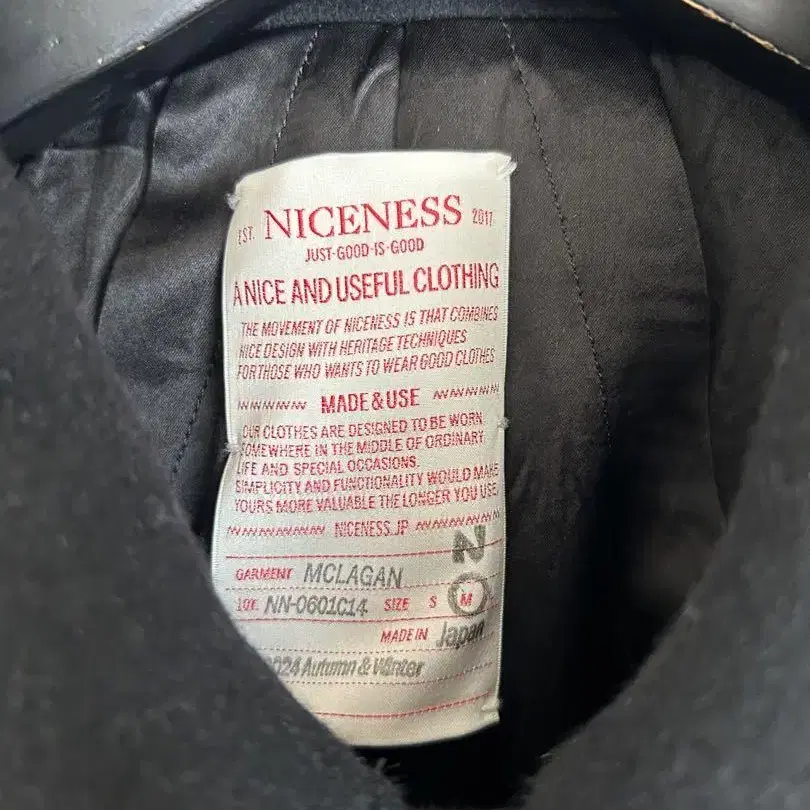 EST. NICENESS 2017
JUST·GOOD·IS·GOOD
A NICE AND USEFUL CLOTHING
THE MOVEMENT OF NICENESS IS THAT COMBINES
NICE DESIGN WITH HERITAGE TECHNIQUES
FOR THOSE WHO WANTS TO WEAR GOOD CLOTHES
MADE & USE
OUR CLOTHES ARE DESIGNED TO BE WORN
SOMEWHERE IN THE MIDDLE OF ORDINARY
LIFE AND SPECIAL OCCASIONS.
SIMPLICITY AND FUNCTIONALITY WOULD MAKE
YOURS MORE VALUABLE THE LONGER YOU USE
NICENESS.JP
N
GARMENT MCLAGAN
LOT. NN-0601C14 SIZE S M
MADE IN Japan
2024 Autumn & Winter